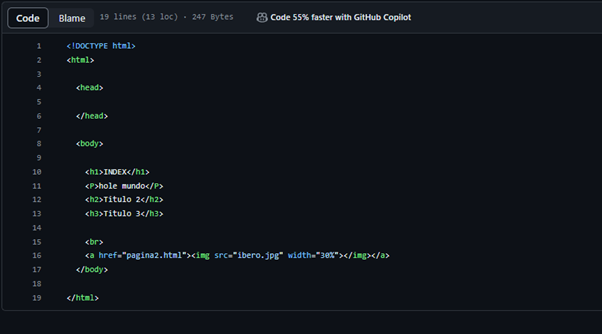 Code Blame 19 lines (13 loc) · 247 Bytes Code 55% faster with GitHub Copilot
1 <!DOCTYPE html>
2 <html>
3
4 <head>
5
6 </head>
7
8 <body>
9
10 <h1>INDEX</h1>
11 <P>hole mundo</P>
12 <h2>Titulo 2</h2>
13 <h3>Titulo 3</h3>
14
15 <br>
16 <a href="pagina2.html"><img src="ibero.jpg" width="30%"></img></a>
17 </body>
18
19 </html>